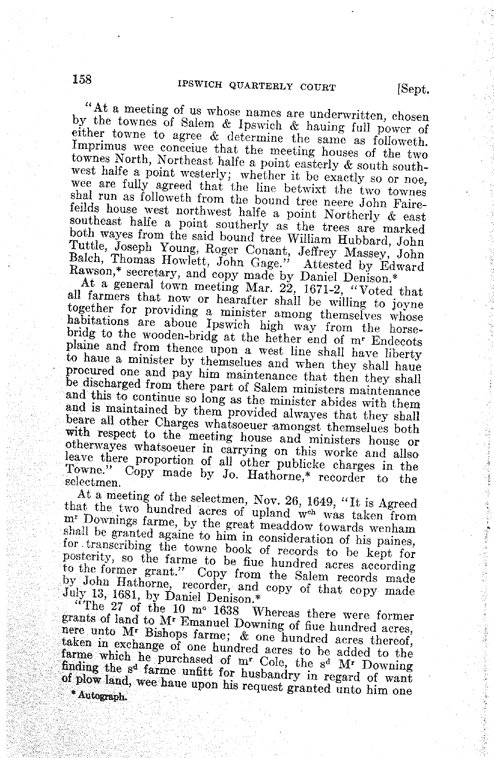 158
IPSWICH QUARTERLY COURT
[Sept.
"At a meeting of us whose names are underwritten, chosen
by the townes of Salem & Ipswich & hauing full power of
either towne to agree & determine the same as followeth.
Imprimus wee conceiue that the meeting houses of the two
townes North, Northeast halfe a point easterly & south south-
west halfe a point westerly; whether it be exactly so or noe,
wee are fully agreed that the line betwixt the two townes
shal run as followeth from the bound tree neere John Faire-
feilds house west northwest halfe a point Northerly & east
southeast halfe a point southerly as the trees are marked
both wayes from the said bound tree William Hubbard, John
Tuttle, Joseph Young, Roger Conant, Jeffrey Massey, John
Balch, Thomas Howlett, John Gage." Attested by Edward
Rawson,* secretary, and copy made by Daniel Denison.*
At a general town meeting Mar. 22, 1671-2, "Voted that
all farmers that now or hearafter shall be willing to joyne
together for providing a minister among themselves whose
habitations are aboue Ipswich high way from the horse-
bridg to the wooden-bridg at the hether end of mr Endecots
plaine and from thence upon a west line shall have liberty
to haue a minister by themselues and when they shall haue
procured one and pay him maintenance that then they shall
be discharged from there part of Salem ministers maintenance
and this to continue so long as the minister abides with them
and is maintained by them provided alwayes that they shall
beare all other Charges whatsoeuer amongst themselues both
with respect to the meeting house and ministers house or
otherwayes whatsoeuer in carrying on this worke and allso
leave there proportion of all other publicke charges in the
Towne." Copy made by Jo. Hathorne,* recorder to the
selectmen.
At a meeting of the selectmen, Nov. 26, 1649, "It is Agreed
that the two hundred acres of upland wch was taken from
mr Downings farme, by the great meaddow towards wenham
shall be granted againe to him in consideration of his paines,
for transcribing the towne book of records to be kept for
posterity, so the farme to be fiue hundred acres according
to the former grant." Copy from the Salem records made
by John Hathorne, recorder, and copy of that copy made
July 13, 1681, by Daniel Denison.*
"The 27 of the 10 mo 1638 Whereas there were former
grants of land to Mr Emanuel Downing of fiue hundred acres,
nere unto Mr Bishops farme; & one hundred acres thereof,
taken in exchange of one hundred acres to be added to the
farme which he purchased of mr Cole, the sd Mr Downing
finding the sd farme unfitt for husbandry in regard of want
of plow land, wee haue upon his request granted unto him one
* Autograph.